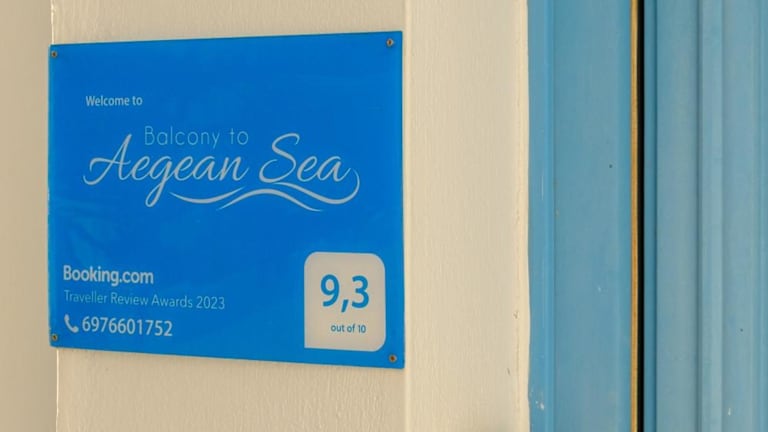 Welcome to
Balcony to
Aegean Sea
Booking.com
Traveller Review Awards 2023
6976601752
9,3
out of 10